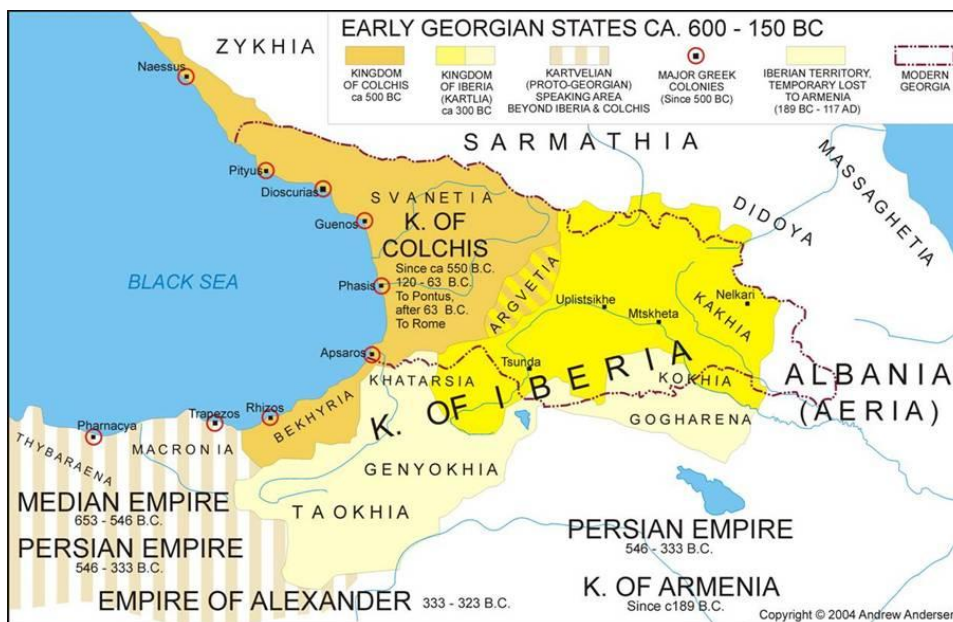 EARLY GEORGIAN STATES CA. 600 - 150 BC
KINGDOM
OF COLCHIS
ca 500 BC
KINGDOM
OF IBERIA
(KARTLIA)
ca 300 BC
KARTVELIAN
(PROTO-GEORGIAN)
SPEAKING AREA
BEYOND IBERIA & COLCHIS
MAJOR GREEK
COLONIES
(Since 500 BC)
IBERIAN TERRITORY,
TEMPORARY LOST
TO ARMENIA
(189 BC - 117 AD)
MODERN
GEORGIA
ZYKHIA
Naessus
SARMATHIA
MASSAGHETIA
Pityus
Dioscurias
SVANETIA
DIDOYA
Guenos
K. OF
COLCHIS
Since ca 550 B.C.
120 - 63 B.C.
To Pontus,
after 63 B.C.
To Rome
BLACK SEA
Phasis
ARGVETIA
Uplistsikhe
Mtskheta
Nelkari
KAKHIA
Apsaros
Tsunda
KHATARSIA
K. OF IBERIA
KOKHIA
ALBANIA
(AERIA)
Pharnacya
Trapezos
Rhizos
BEKHYRIA
GOGHARENA
THYBARAENA
MACRONIA
GENYOKHIA
TAOKHIA
MEDIAN EMPIRE
653 - 546 B.C.
PERSIAN EMPIRE
546 - 333 B.C.
PERSIAN EMPIRE
546 - 333 B.C.
EMPIRE OF ALEXANDER 333 - 323 B.C.
K. OF ARMENIA
Since c189 B.C.
Copyright © 2004 Andrew Andersen